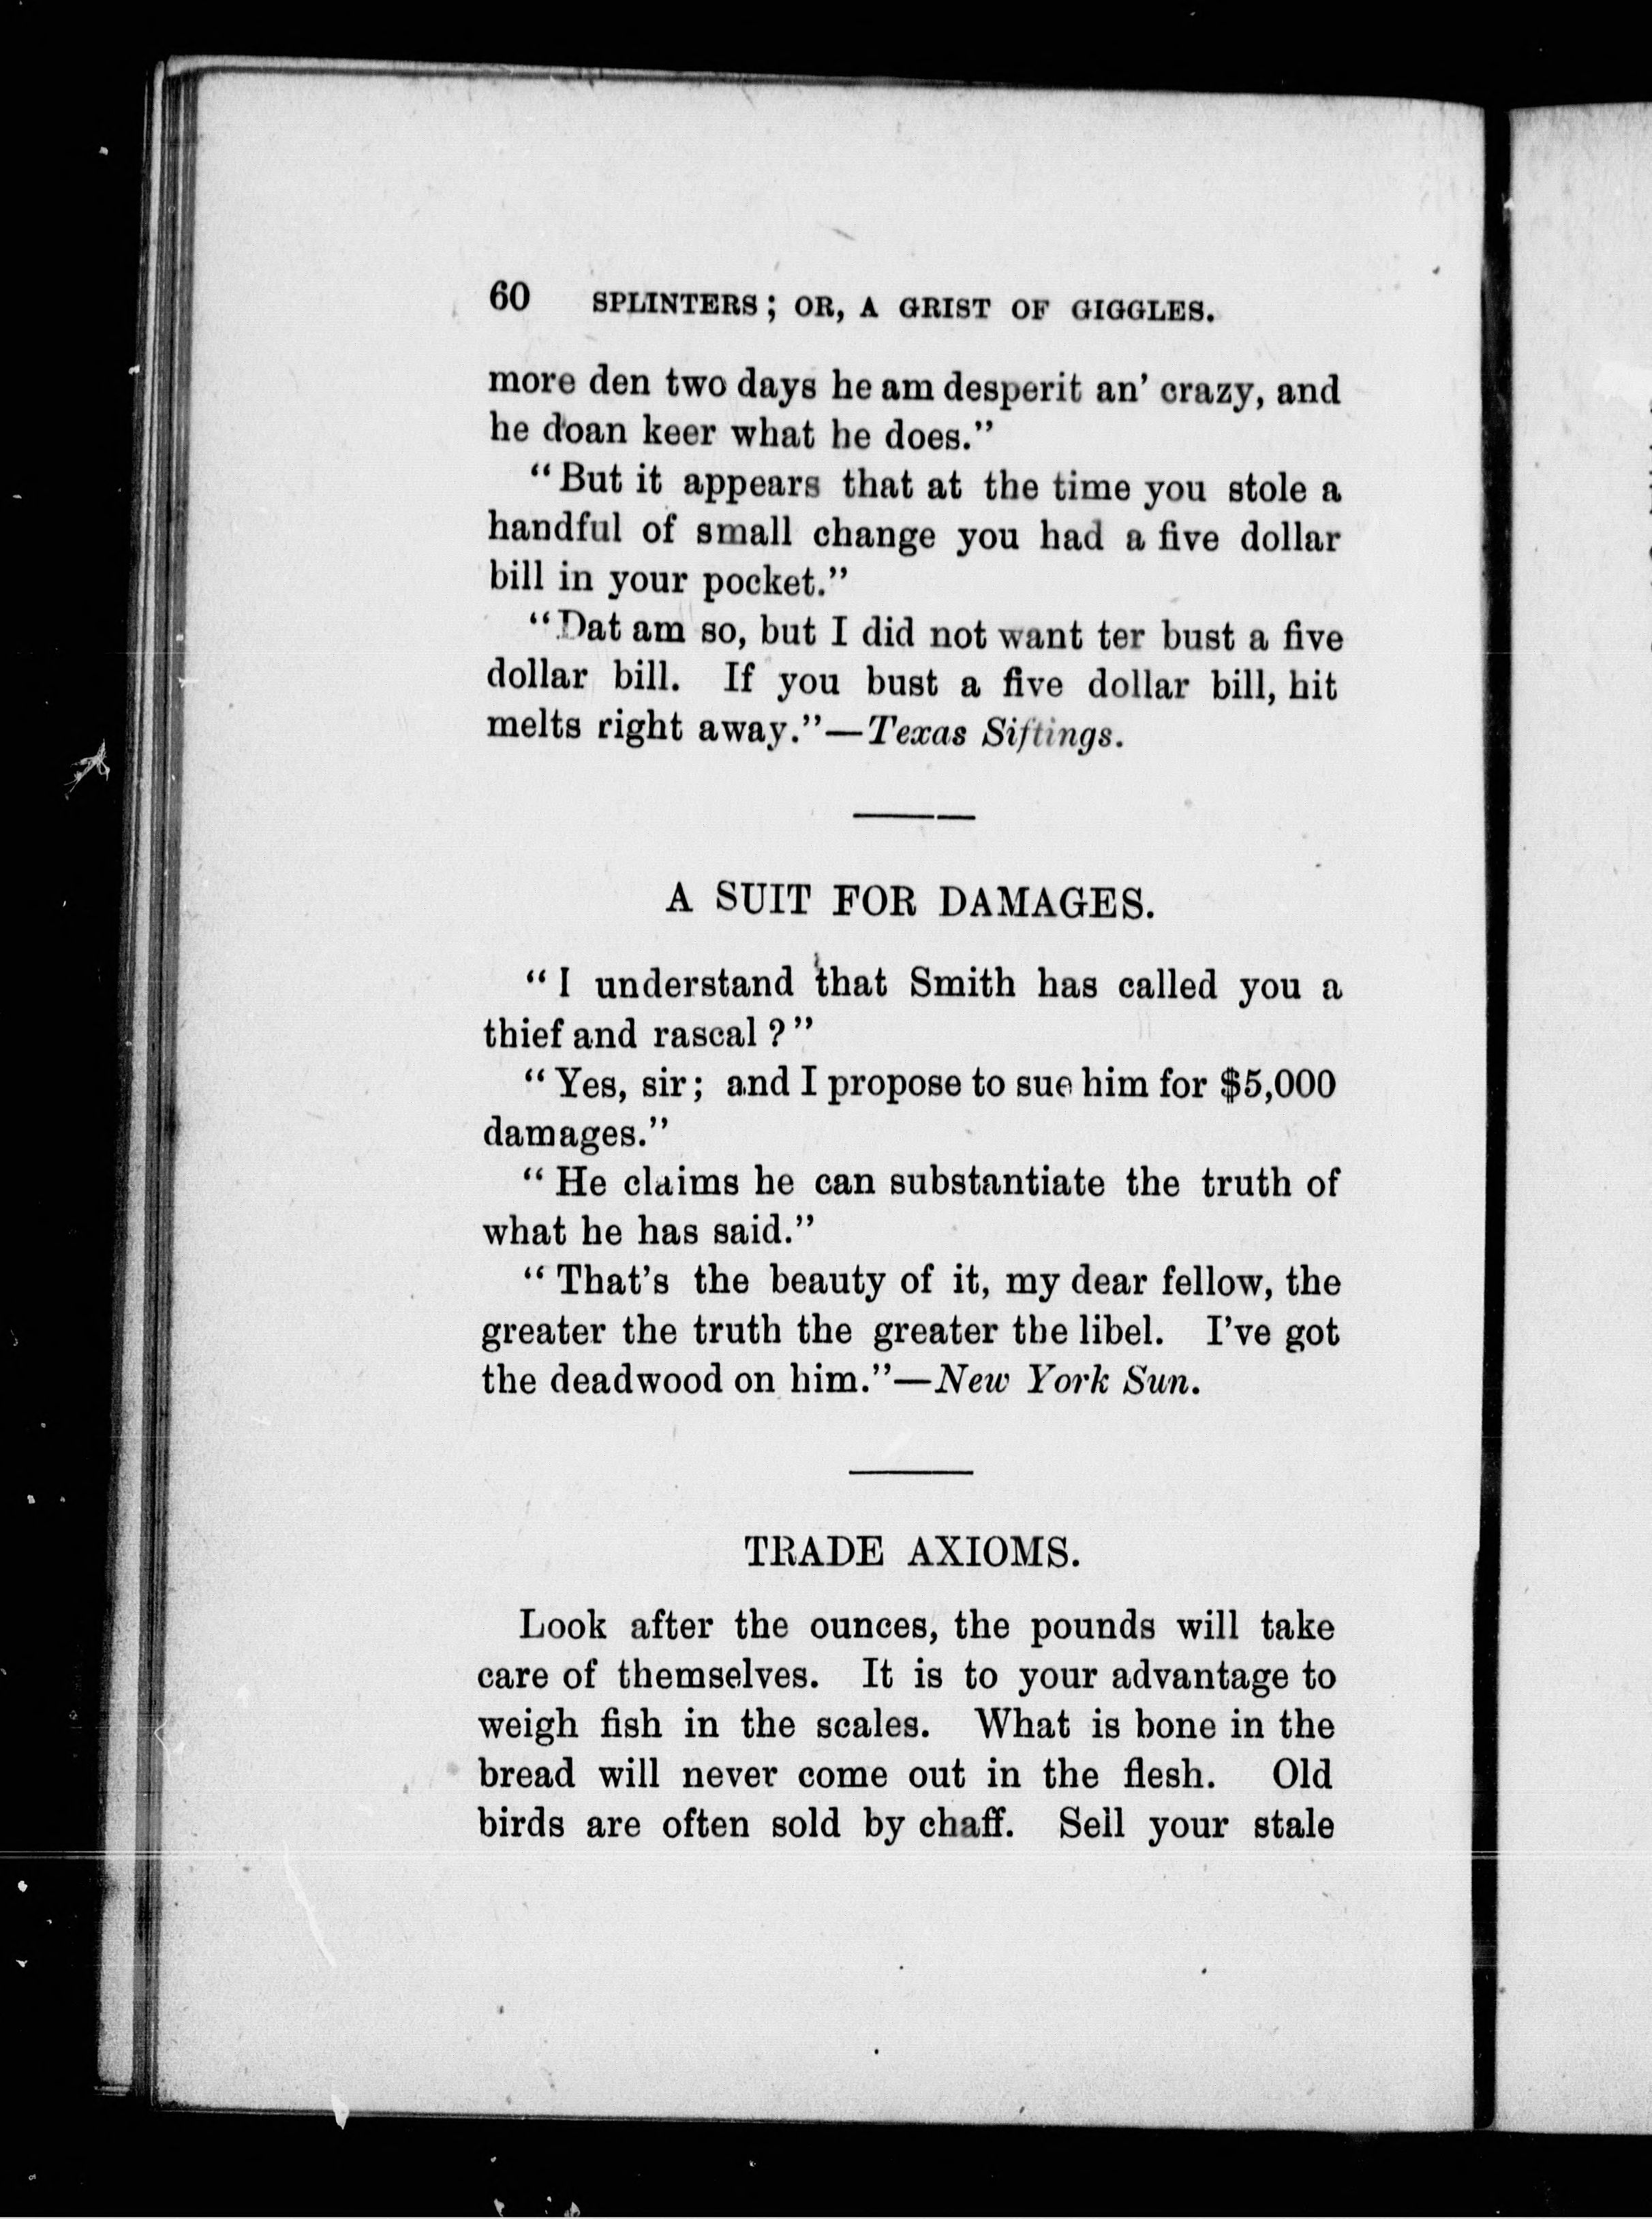 60 SPLINTERS; OR, A GRIST OF GIGGLES.
more den two days he am desperit an' crazy, and
he doan keer what he does."
"But it appears that at the time you stole a
handful of small change you had a five dollar
bill in your pocket."
"Dat am so, but I did not want ter bust a five
dollar bill. If you bust a five dollar bill, hit
melts right away."—Texas Siftings.
A SUIT FOR DAMAGES.
"I understand that Smith has called you a
thief and rascal?"
"Yes, sir; and I propose to sue him for $5,000
damages."
"He claims he can substantiate the truth of
what he has said."
"That's the beauty of it, my dear fellow, the
greater the truth the greater the libel. I've got
the deadwood on him."—New York Sun.
TRADE AXIOMS.
Look after the ounces, the pounds will take
care of themselves. It is to your advantage to
weigh fish in the scales. What is bone in the
bread will never come out in the flesh. Old
birds are often sold by chaff. Sell your stale